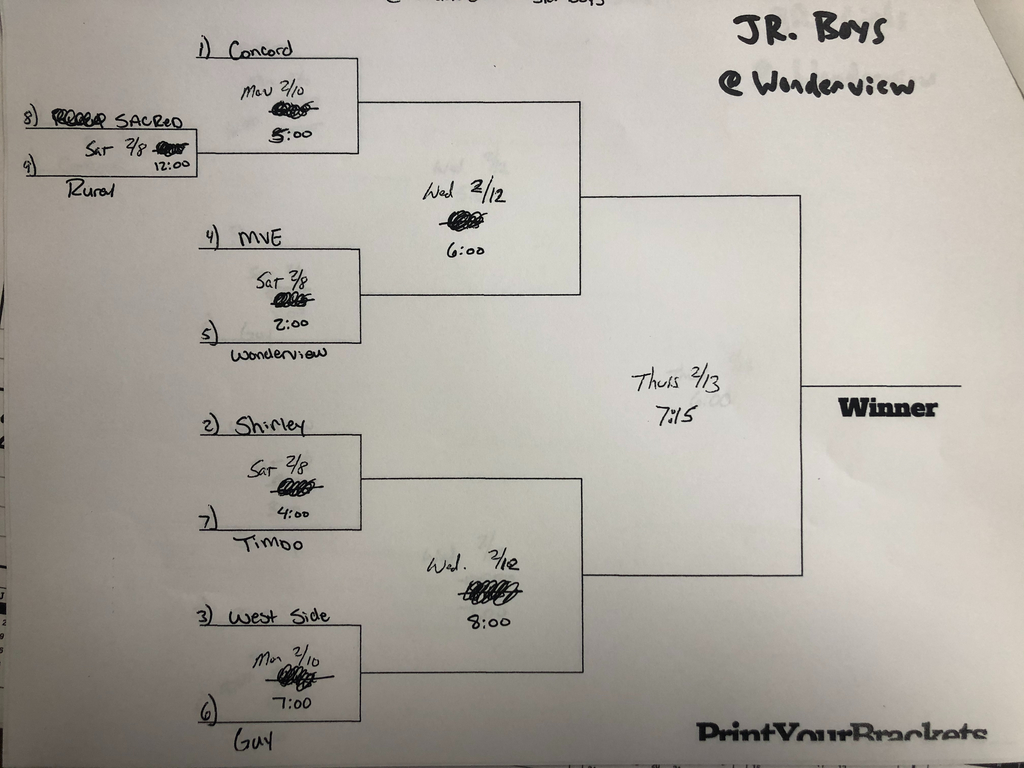 JR. Boys
@ Wonderview
1) Concord
Mon 2/10
5:00
8) SACRED
Sat 2/8
12:00
9)
Rural
Wed 2/12
6:00
4) MVE
Sat 2/8
2:00
5)
Wonderview
Thurs 2/13
7:15
Winner
2) Shirley
Sat 2/8
4:00
7)
Timbo
Wed. 2/12
8:00
3) West Side
Mon 2/10
7:00
6)
Guy
PrintYourBrackets